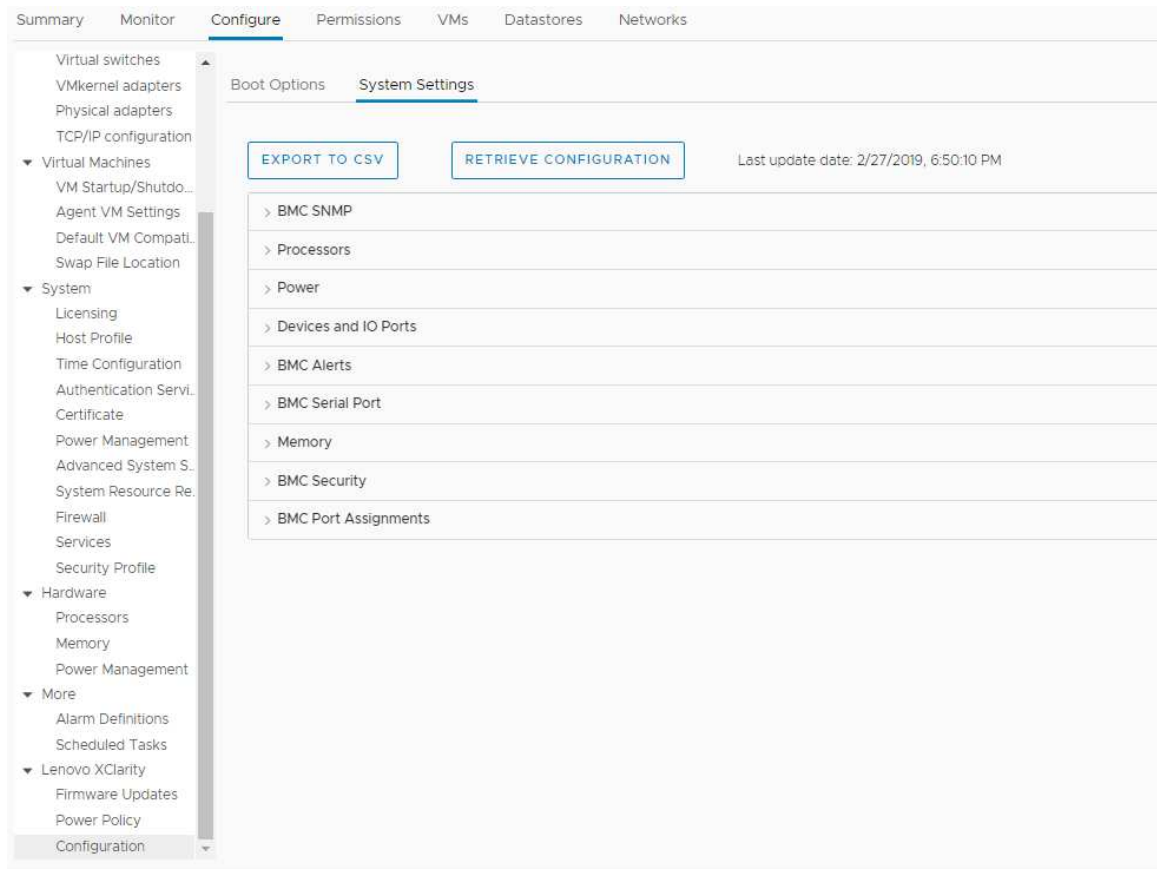 Summary Monitor Configure Permissions VMs Datastores Networks
Virtual switches
VMkernel adapters
Physical adapters
TCP/IP configuration
Virtual Machines
VM Startup/Shutdo...
Agent VM Settings
Default VM Compati..
Swap File Location
System
Licensing
Host Profile
Time Configuration
Authentication Servi..
Certificate
Power Management
Advanced System S..
System Resource Re.
Firewall
Services
Security Profile
Hardware
Processors
Memory
Power Management
More
Alarm Definitions
Scheduled Tasks
Lenovo XClarity
Firmware Updates
Power Policy
Configuration
Boot Options System Settings
EXPORT TO CSV RETRIEVE CONFIGURATION Last update date: 2/27/2019, 6:50:10 PM
BMC SNMP
Processors
Power
Devices and IO Ports
BMC Alerts
BMC Serial Port
Memory
BMC Security
BMC Port Assignments